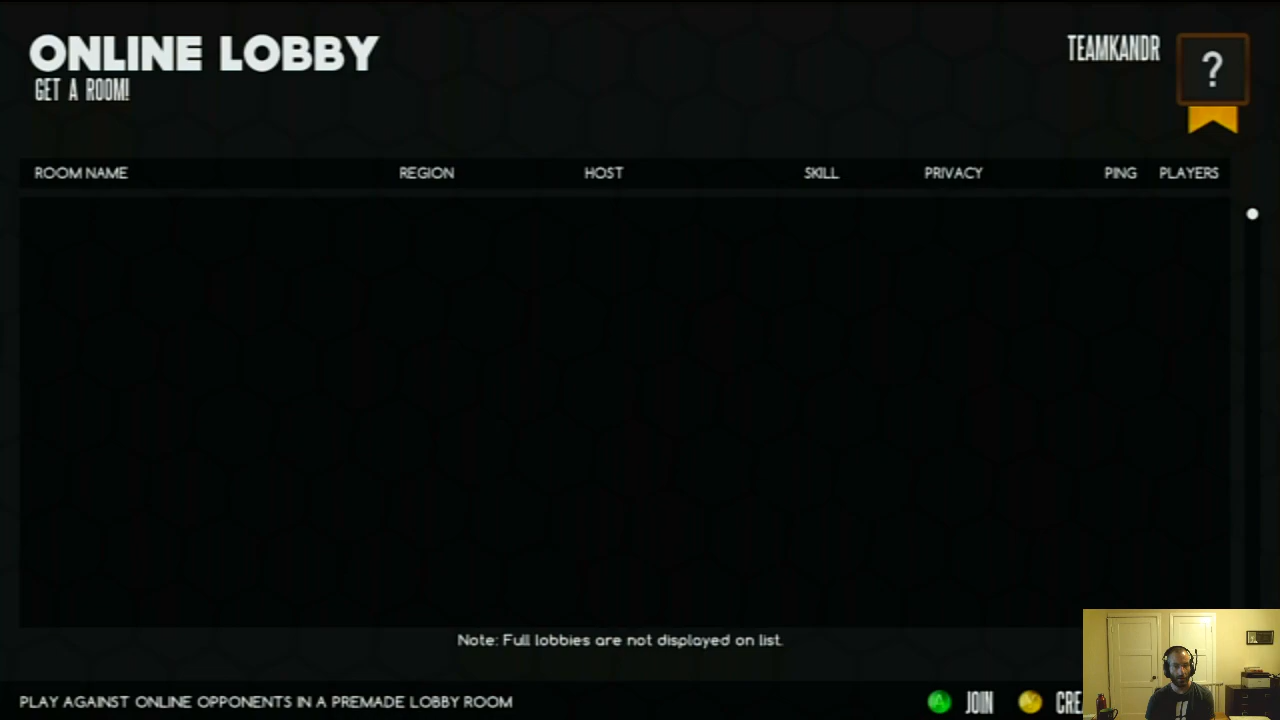 ONLINE LOBBY
GET A ROOM!
TEAMKANDR
?
ROOM NAME REGION HOST SKILL PRIVACY PING PLAYERS
Note: Full lobbies are not displayed on list.
PLAY AGAINST ONLINE OPPONENTS IN A PREMADE LOBBY ROOM
A JOIN Y CREA